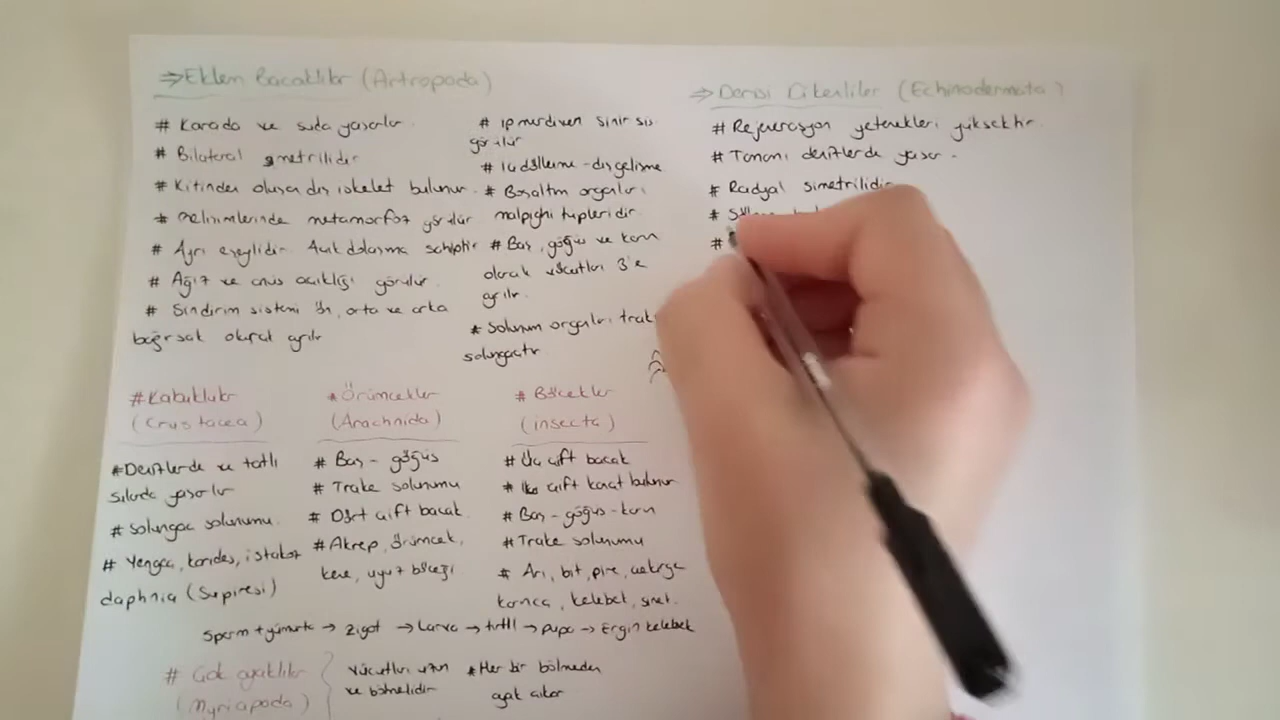 ⇒Eklem Bacaklılar (Artropoda)
# Karada ve suda yaşarlar
# Bilateral simetrilidir
# Kitinden oluşan dış iskelet bulunur.
# Gelişimlerinde metamorfoz görülür
# Ayrı eşeylidir Açık dolaşıma sahiptir
# Ağız ve anüs açıklığı görülür.
# Sindirim sistemi ön, orta ve arka
bağırsak olarak ayrılır
# ip merdiven sinir sis
görülür
# iç dölleme-dış gelişme
# Boşaltım organları
malpighi tüpleridir
# Baş, göğüs ve karın
olarak vücutları 3'e
ayrılır.
# Solunum organları trake
solungaçtır
⇒ Derisi Dikenliler (Echinodermata)
# Rejenerasyon yetenekleri yüksektir.
# Tamamı denizlerde yaşar.
# Radyal simetrilidir
#
#
#Kabuklular
(Crustacea)
#Denizlerde ve tatlı
sularda yaşarlar
# Solungaç solunumu.
# Yengeç, karides, istakoz
daphnia (Su piresi)
#Örümcekler
(Arachnida)
# Baş-göğüs
# Trake solunumu
# Dört çift bacak
#Akrep, örümcek,
kene, uyuz böceği
# Böcekler
(insecta)
# Üç çift bacak
# İki çift kanat bulunur
# Baş-göğüs-karın
#Trake solunumu
# Arı, bit, pire, çekirge
karınca, kelebek, sinek.
Sperm+yumurta → Zigot → Larva → tırtıl → pupa → Ergin kelebek
# Çok ayaklılar
(Myriapoda)
vücutları uzun
ve bölmelidir
#Her bir bölmeden
ayak çıkar